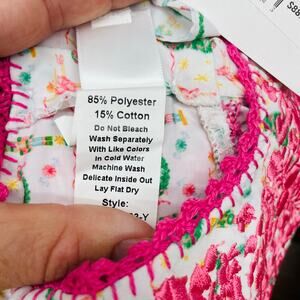 85% Polyester
15% Cotton
Do Not Bleach
Wash Separately
With Like Colors
in Cold Water
Machine Wash
Delicate Inside Out
Lay Flat Dry
Style: